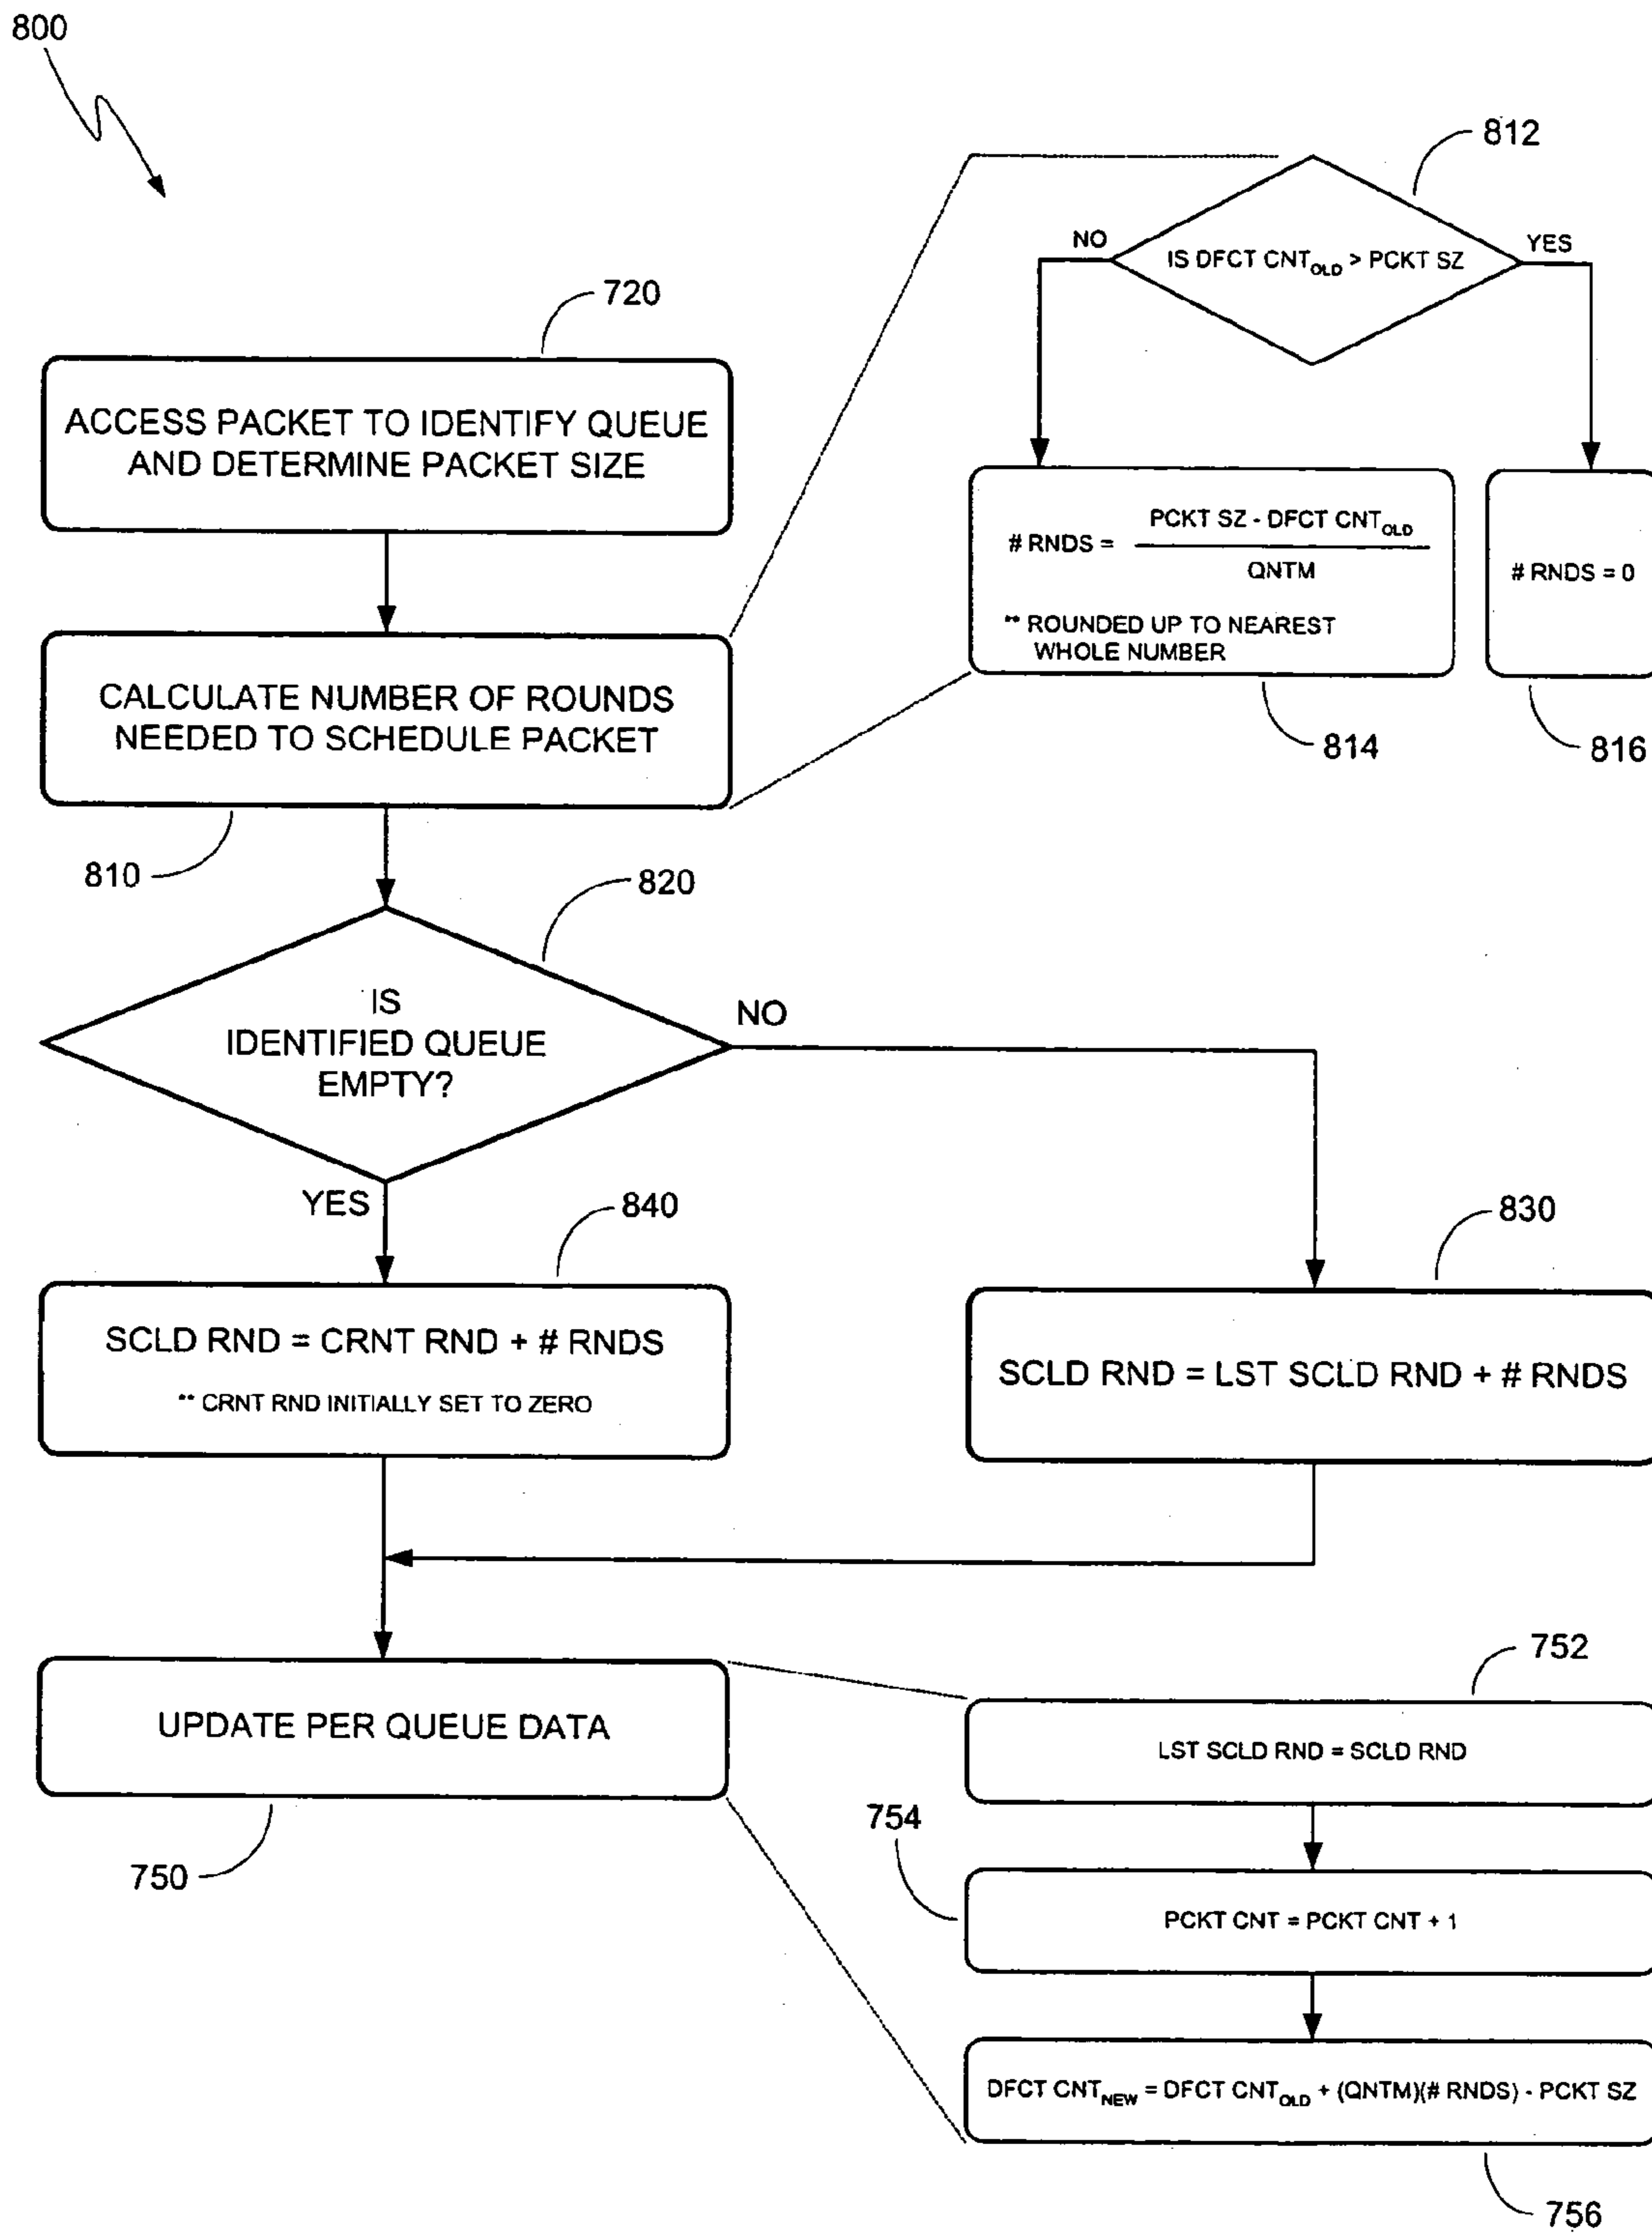 800
812
NO
IS DFCT CNT_OLD > PCKT SZ
YES
720
ACCESS PACKET TO IDENTIFY QUEUE
AND DETERMINE PACKET SIZE
# RNDS =
PCKT SZ - DFCT CNT_OLD
QNTM
** ROUNDED UP TO NEAREST
WHOLE NUMBER
# RNDS = 0
814
816
CALCULATE NUMBER OF ROUNDS
NEEDED TO SCHEDULE PACKET
810
820
IS
IDENTIFIED QUEUE
EMPTY?
NO
YES
840
830
SCLD RND = CRNT RND + # RNDS
** CRNT RND INITIALLY SET TO ZERO
SCLD RND = LST SCLD RND + # RNDS
UPDATE PER QUEUE DATA
750
752
LST SCLD RND = SCLD RND
754
PCKT CNT = PCKT CNT + 1
DFCT CNT_NEW = DFCT CNT_OLD + (QNTM)(# RNDS) - PCKT SZ
756